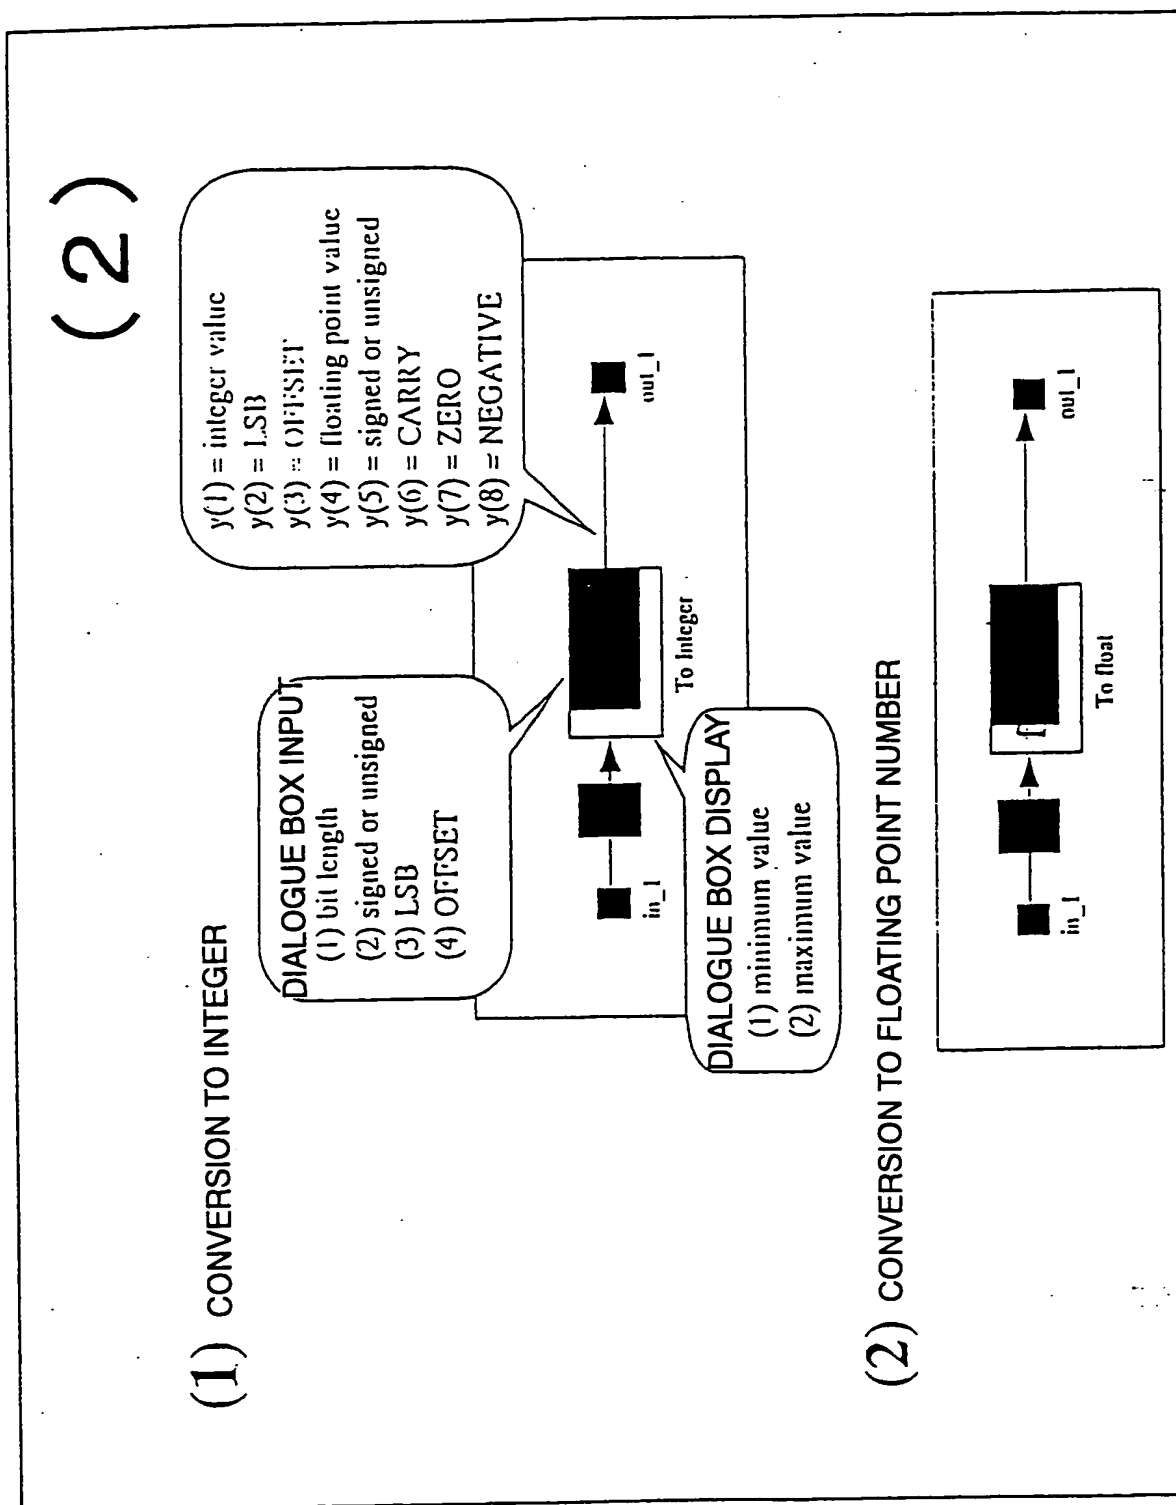 (2)
(1) CONVERSION TO INTEGER
DIALOGUE BOX INPUT
(1) bit length
(2) signed or unsigned
(3) LSB
(4) OFFSET
y(1) = integer value
y(2) = LSB
y(3) = OFFSET
y(4) = floating point value
y(5) = signed or unsigned
y(6) = CARRY
y(7) = ZERO
y(8) = NEGATIVE
in_1
To Integer
out_1
DIALOGUE BOX DISPLAY
(1) minimum value
(2) maximum value
(2) CONVERSION TO FLOATING POINT NUMBER
in_1
To float
out_1